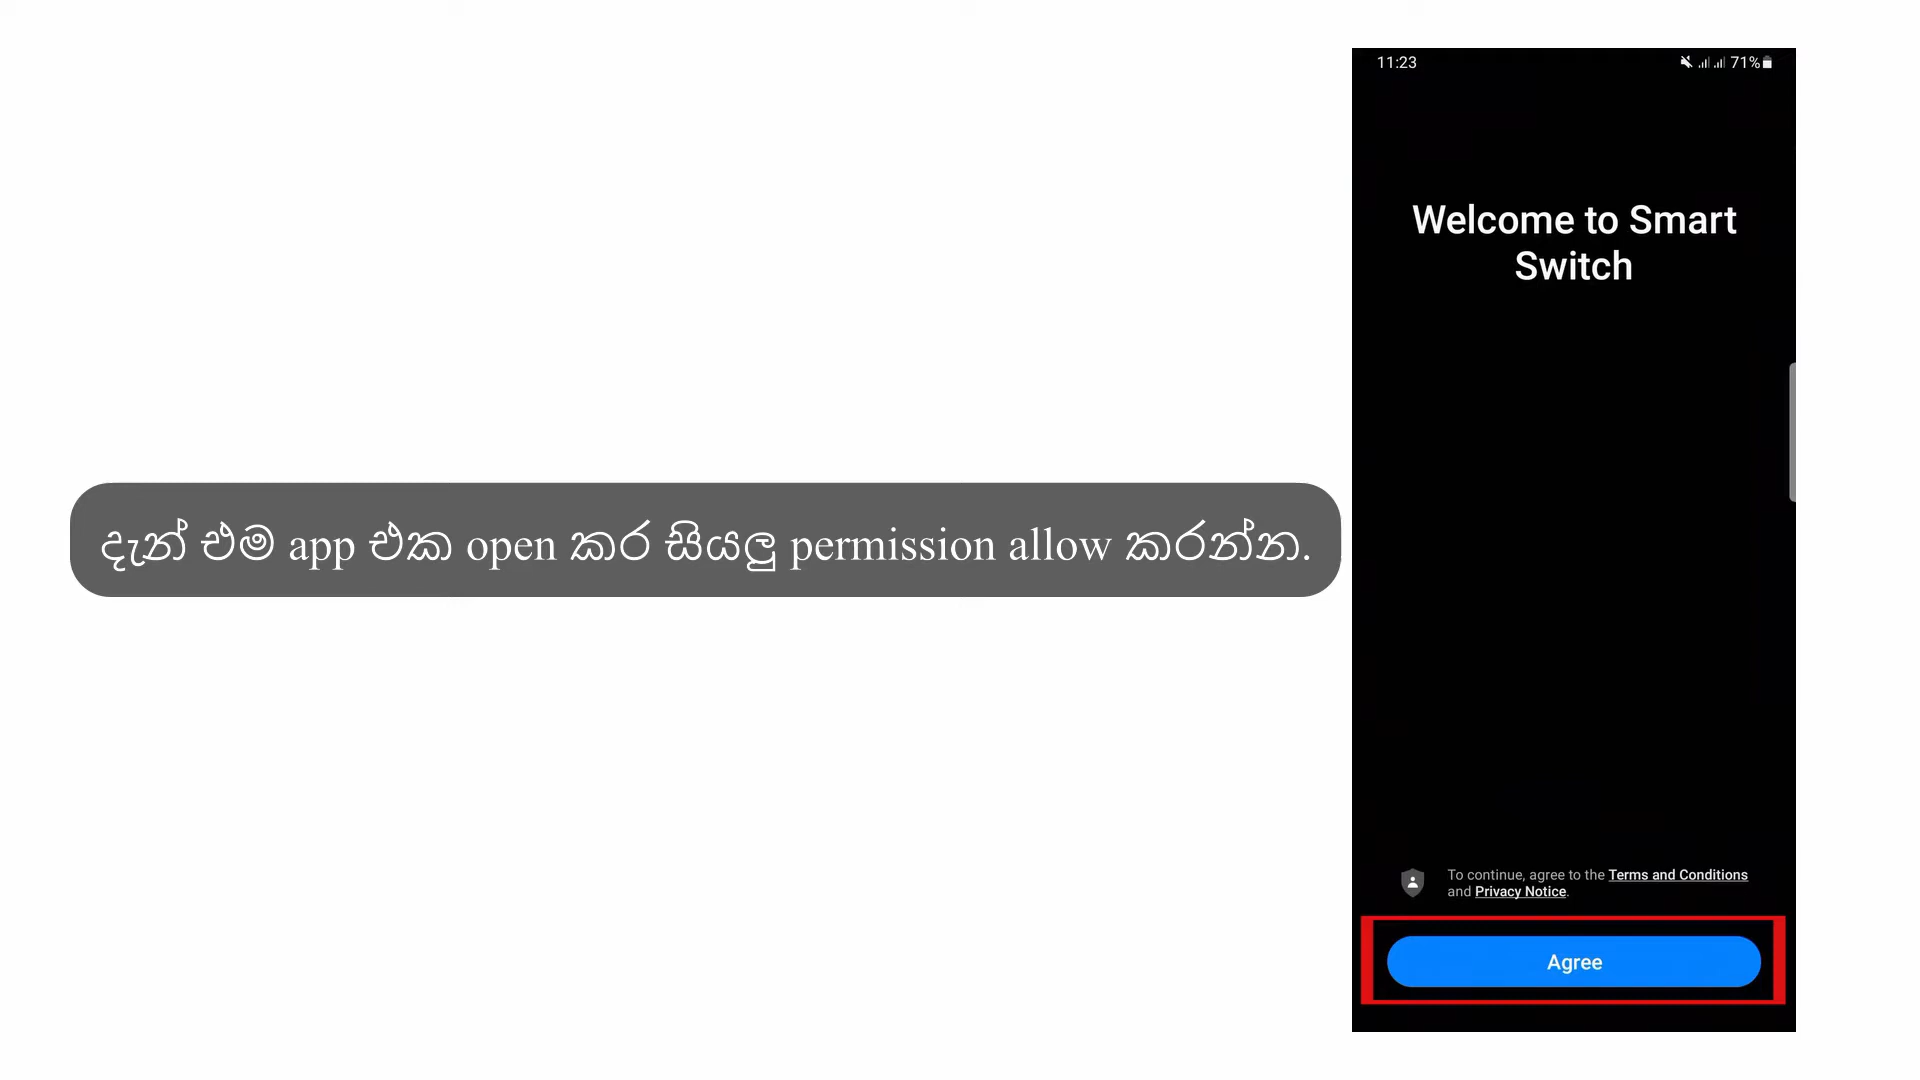 දැන් එම app එක open කර සියලු permission allow කරන්න.
11:23
71%
Welcome to Smart
Switch
To continue, agree to the Terms and Conditions
and Privacy Notice.
Agree